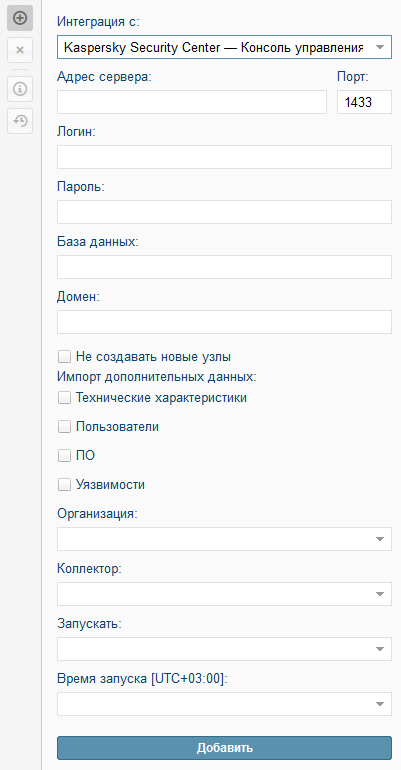 Интеграция с:
Kaspersky Security Center — Консоль управления
Адрес сервера: Порт:
1433
Логин:
Пароль:
База данных:
Домен:
Не создавать новые узлы
Импорт дополнительных данных:
Технические характеристики
Пользователи
ПО
Уязвимости
Организация:
Коллектор:
Запускать:
Время запуска [UTC+03:00]:
Добавить